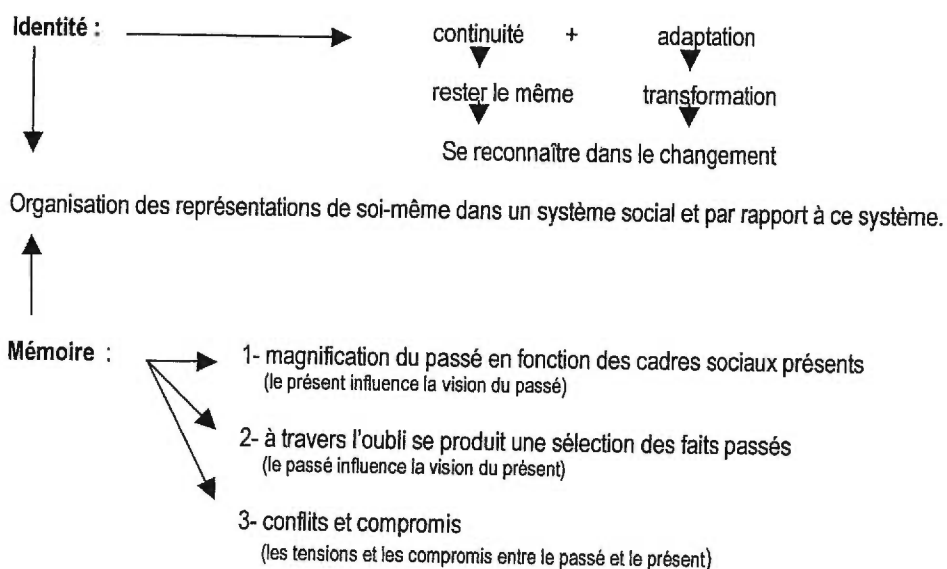 Identité : continuité + adaptation
rester le même transformation
Se reconnaître dans le changement
Organisation des représentations de soi-même dans un système social et par rapport à ce système.
Mémoire :
1- magnification du passé en fonction des cadres sociaux présents
(le présent influence la vision du passé)
2- à travers l'oubli se produit une sélection des faits passés
(le passé influence la vision du présent)
3- conflits et compromis
(les tensions et les compromis entre le passé et le présent)